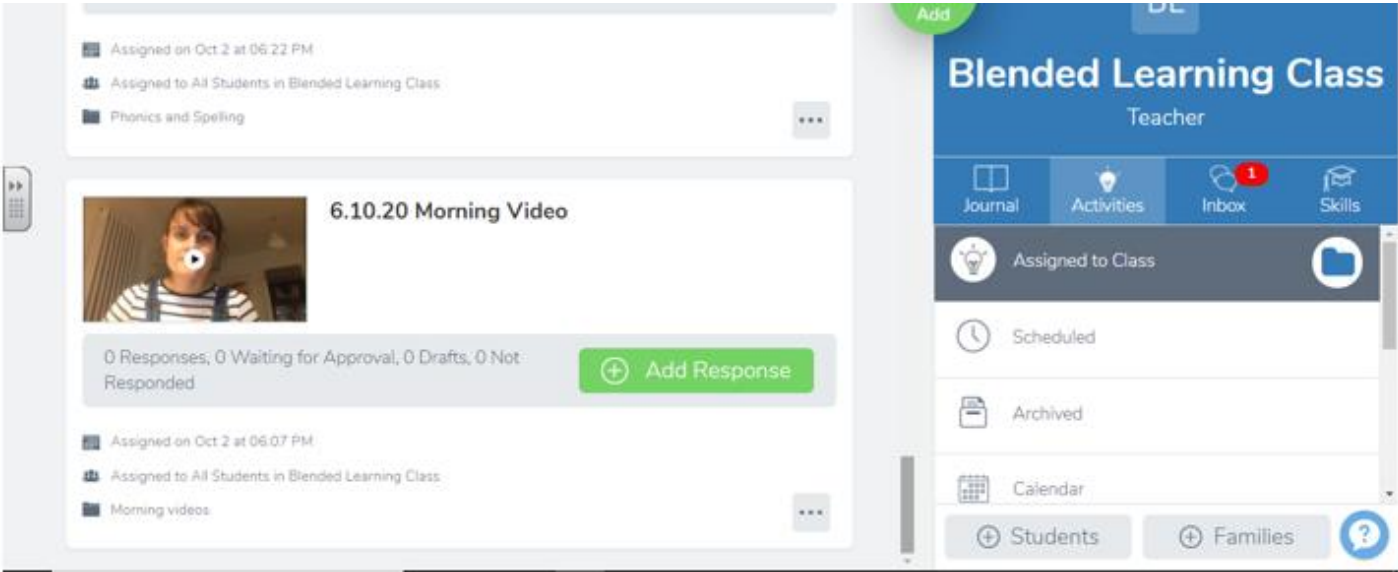 Assigned on Oct 2 at 06:22 PM
Assigned to All Students in Blended Learning Class
Phonics and Spelling
6.10.20 Morning Video
0 Responses, 0 Waiting for Approval, 0 Drafts, 0 Not
Responded
Add Response
Assigned on Oct 2 at 06:07 PM
Assigned to All Students in Blended Learning Class
Morning videos
Add
Blended Learning Class
Teacher
Journal
Activities
1
Inbox
Skills
Assigned to Class
Scheduled
Archived
Calendar
Students
Families
?